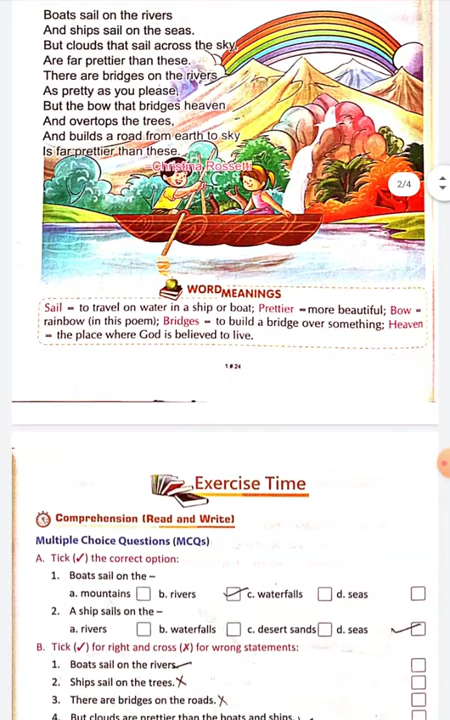 Boats sail on the rivers
And ships sail on the seas.
But clouds that sail across the sky,
Are far prettier than these.
There are bridges on the rivers
As pretty as you please,
But the bow that bridges heaven
And overtops the trees,
And builds a road from earth to sky
Is far prettier than these.
Christina Rossetti
2/4
WORD MEANINGS
Sail = to travel on water in a ship or boat; Prettier = more beautiful; Bow =
rainbow (in this poem); Bridges = to build a bridge over something; Heaven
= the place where God is believed to live.
24
Exercise Time
Comprehension (Read and Write)
Multiple Choice Questions (MCQs)
A. Tick (✓) the correct option:
1. Boats sail on the –
a. mountains b. rivers c. waterfalls d. seas
2. A ship sails on the –
a. rivers b. waterfalls c. desert sands d. seas
B. Tick (✓) for right and cross (✗) for wrong statements:
1. Boats sail on the rivers.
2. Ships sail on the trees.
3. There are bridges on the roads.
4. But clouds are prettier than the boats and ships.